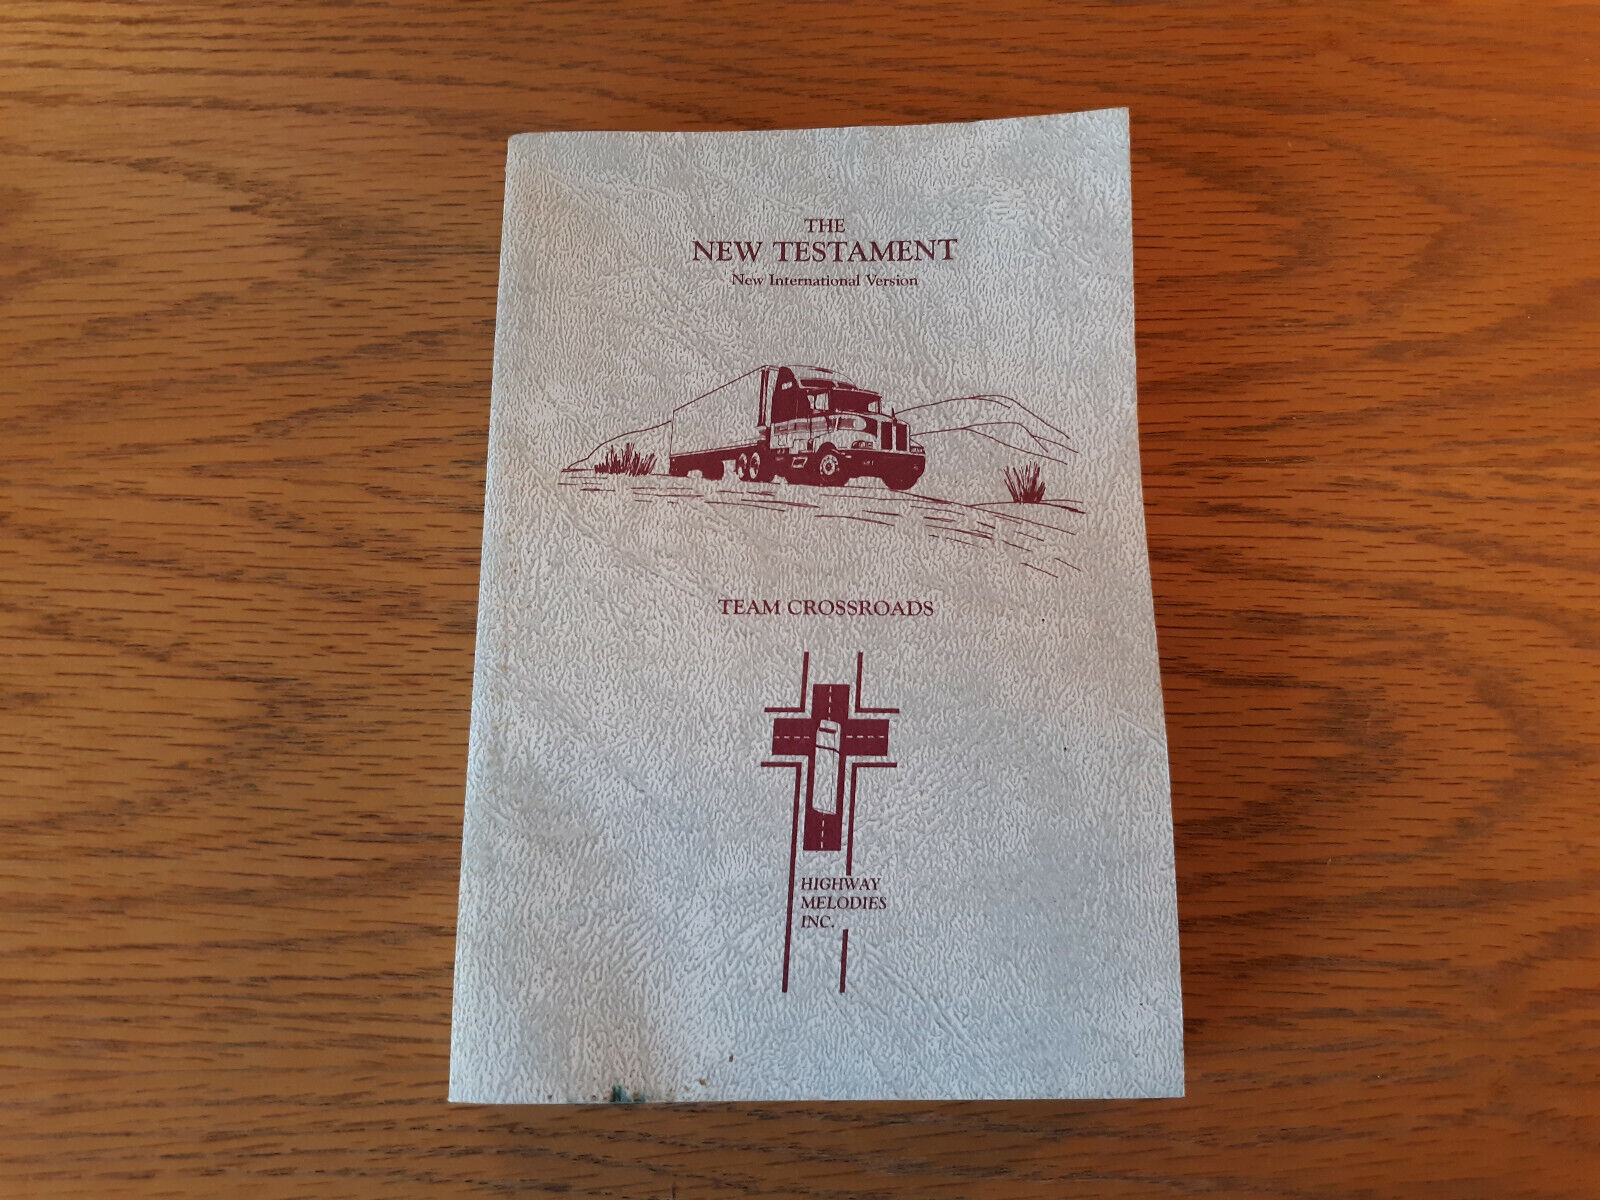 THE
NEW TESTAMENT
New International Version
TEAM CROSSROADS
HIGHWAY
MELODIES
INC.